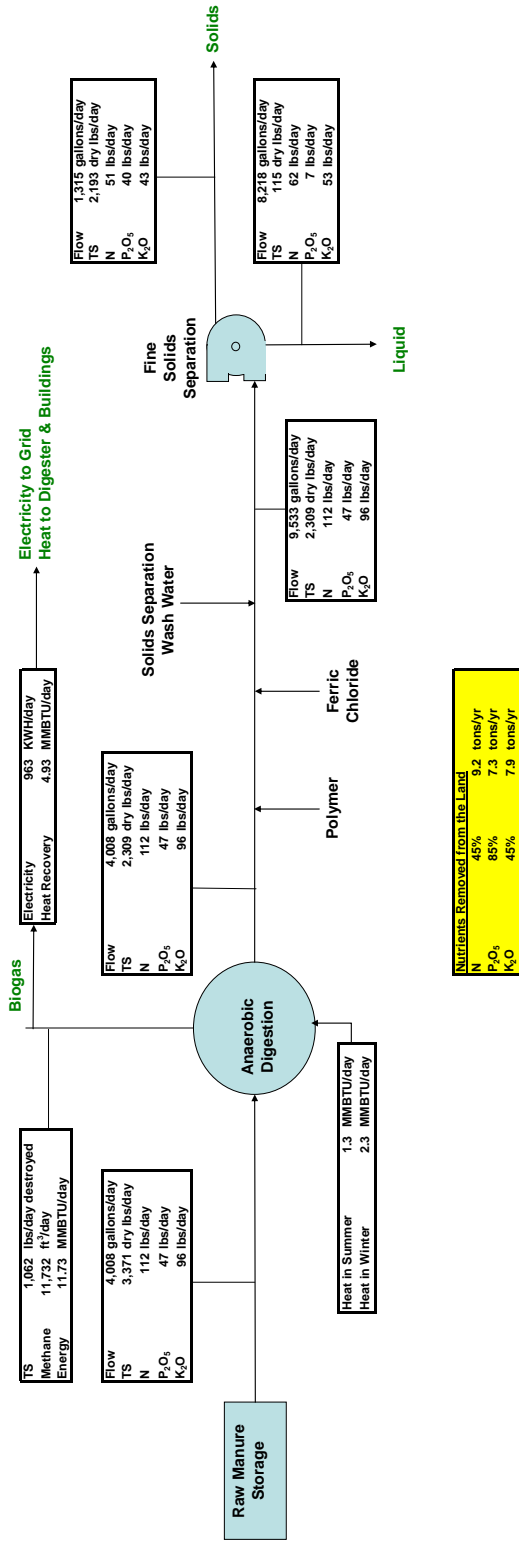 TS 1,062 lbs/day destroyed
Methane 11,732 ft³/day
Energy 11.73 MMBTU/day
Biogas
Electricity 963 KWH/day
Heat Recovery 4.93 MMBTU/day
Electricity to Grid
Heat to Digester & Buildings
Flow 4,008 gallons/day
TS 3,371 dry lbs/day
N 112 lbs/day
P₂O₅ 47 lbs/day
K₂O 96 lbs/day
Flow 4,008 gallons/day
TS 2,309 dry lbs/day
N 112 lbs/day
P₂O₅ 47 lbs/day
K₂O 96 lbs/day
Solids Separation
Wash Water
Fine
Solids
Separation
Flow 1,315 gallons/day
TS 2,193 dry lbs/day
N 51 lbs/day
P₂O₅ 40 lbs/day
K₂O 43 lbs/day
Solids
Raw Manure
Storage
Anaerobic
Digestion
Polymer
Ferric
Chloride
Flow 9,533 gallons/day
TS 2,309 dry lbs/day
N 112 lbs/day
P₂O₅ 47 lbs/day
K₂O 96 lbs/day
Flow 8,218 gallons/day
TS 115 dry lbs/day
N 62 lbs/day
P₂O₅ 7 lbs/day
K₂O 53 lbs/day
Liquid
Heat in Summer 1.3 MMBTU/day
Heat in Winter 2.3 MMBTU/day
Nutrients Removed from the Land
N 45% 9.2 tons/yr
P₂O₅ 85% 7.3 tons/yr
K₂O 45% 7.9 tons/yr